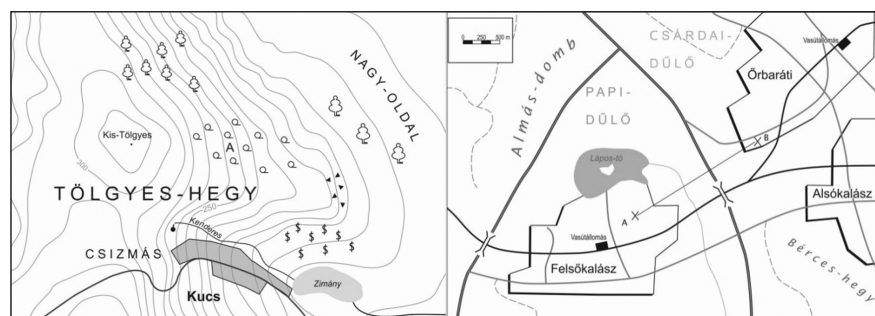 NAGY-OLDAL
Kis-Tölgyes
A
300
TÖLGYES-HEGY
250
Kenderes
CSIZMÁS
Zimány
Kucs
0 250 500 m
Almás-domb
CSÁRDAI-
DŰLŐ
Vasútállomás
Őrbaráti
PAPI-
DŰLŐ
B
Lápos-tó
A
Vasútállomás
Felsőkalász
Alsókalász
Bérces-hegy